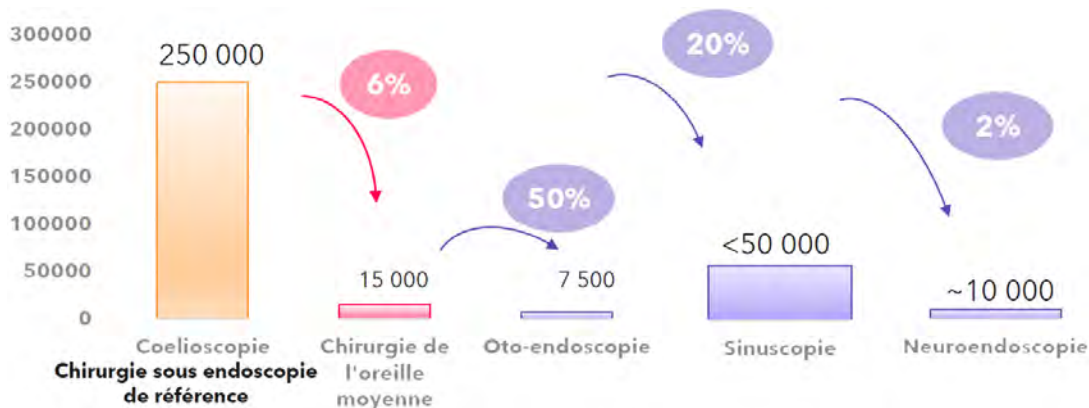 300000
250000
200000
150000
100000
50000
0
250 000
6%
15 000
50%
7 500
20%
<50 000
2%
~10 000
Coelioscopie
Chirurgie sous endoscopie
de référence
Chirurgie de
l'oreille
moyenne
Oto-endoscopie
Sinuscopie
Neuroendoscopie